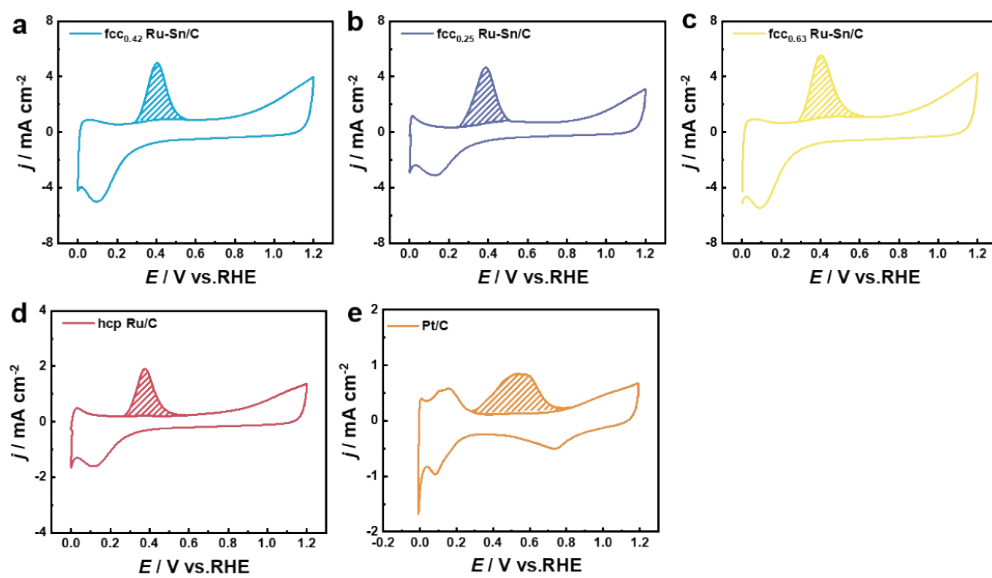 a
fcc0.42 Ru-Sn/C
j / mA cm-2
8
4
0
-4
-8
0.0 0.2 0.4 0.6 0.8 1.0 1.2
E / V vs.RHE
b
fcc0.25 Ru-Sn/C
j / mA cm-2
8
4
0
-4
-8
0.0 0.2 0.4 0.6 0.8 1.0 1.2
E / V vs.RHE
c
fcc0.63 Ru-Sn/C
j / mA cm-2
8
4
0
-4
-8
0.0 0.2 0.4 0.6 0.8 1.0 1.2
E / V vs.RHE
d
hcp Ru/C
j / mA cm-2
4
2
0
-2
-4
0.0 0.2 0.4 0.6 0.8 1.0 1.2
E / V vs.RHE
e
Pt/C
j / mA cm-2
2
1
0
-1
-2
-0.2 0.0 0.2 0.4 0.6 0.8 1.0 1.2
E / V vs.RHE